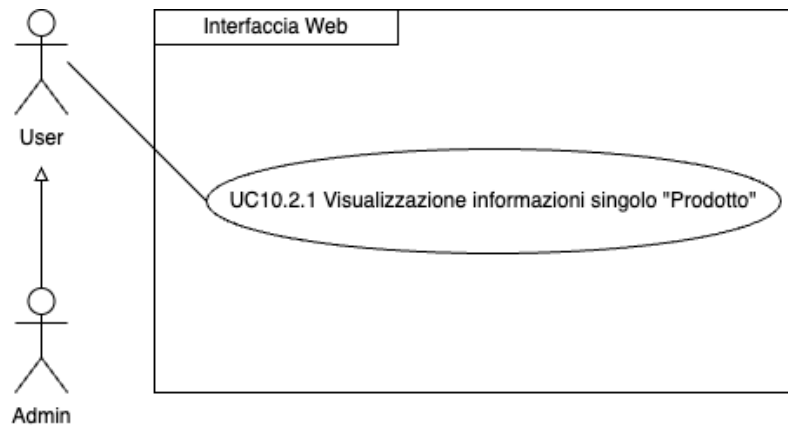 Interfaccia Web
User
UC10.2.1 Visualizzazione informazioni singolo "Prodotto"
Admin